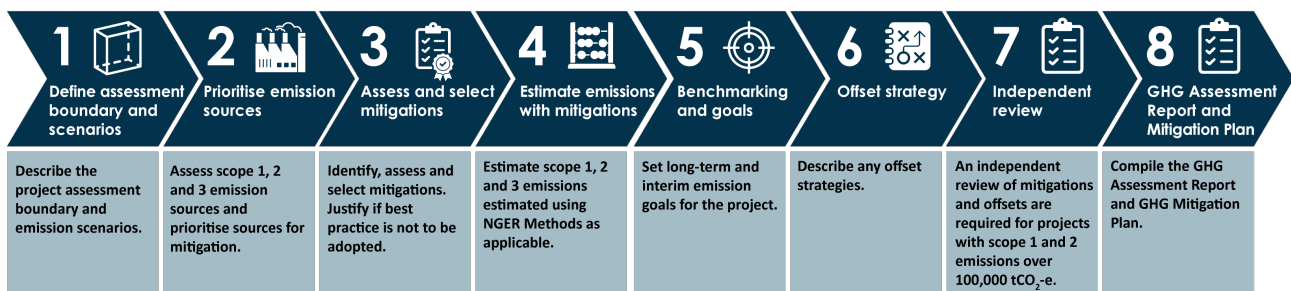 1
Define assessment
boundary and
scenarios
Describe the
project assessment
boundary and
emission scenarios.
2
Prioritise emission
sources
Assess scope 1, 2
and 3 emission
sources and
prioritise sources for
mitigation.
3
Assess and select
mitigations
Identify, assess and
select mitigations.
Justify if best
practice is not to be
adopted.
4
Estimate emissions
with mitigations
Estimate scope 1, 2
and 3 emissions
estimated using
NGER Methods as
applicable.
5
Benchmarking
and goals
Set long-term and
interim emission
goals for the project.
6
Offset strategy
Describe any offset
strategies.
7
Independent
review
An independent
review of mitigations
and offsets are
required for projects
with scope 1 and 2
emissions over
100,000 tCO₂-e.
8
GHG Assessment
Report and
Mitigation Plan
Compile the GHG
Assessment Report
and GHG Mitigation
Plan.